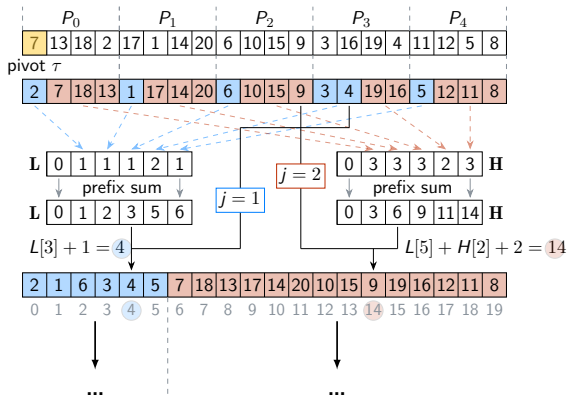 P0 P1 P2 P3 P4
7 13 18 2 17 1 14 20 6 10 15 9 3 16 19 4 11 12 5 8
pivot τ
2 7 18 13 1 17 14 20 6 10 15 9 3 4 19 16 5 12 11 8
L 0 1 1 1 2 1 0 3 3 3 2 3 H
prefix sum prefix sum
j = 2
j = 1
L 0 1 2 3 5 6 0 3 6 9 11 14 H
L[3] + 1 = 4 L[5] + H[2] + 2 = 14
2 1 6 3 4 5 7 18 13 17 14 20 10 15 9 19 16 12 11 8
0 1 2 3 4 5 6 7 8 9 10 11 12 13 14 15 16 17 18 19
... ...